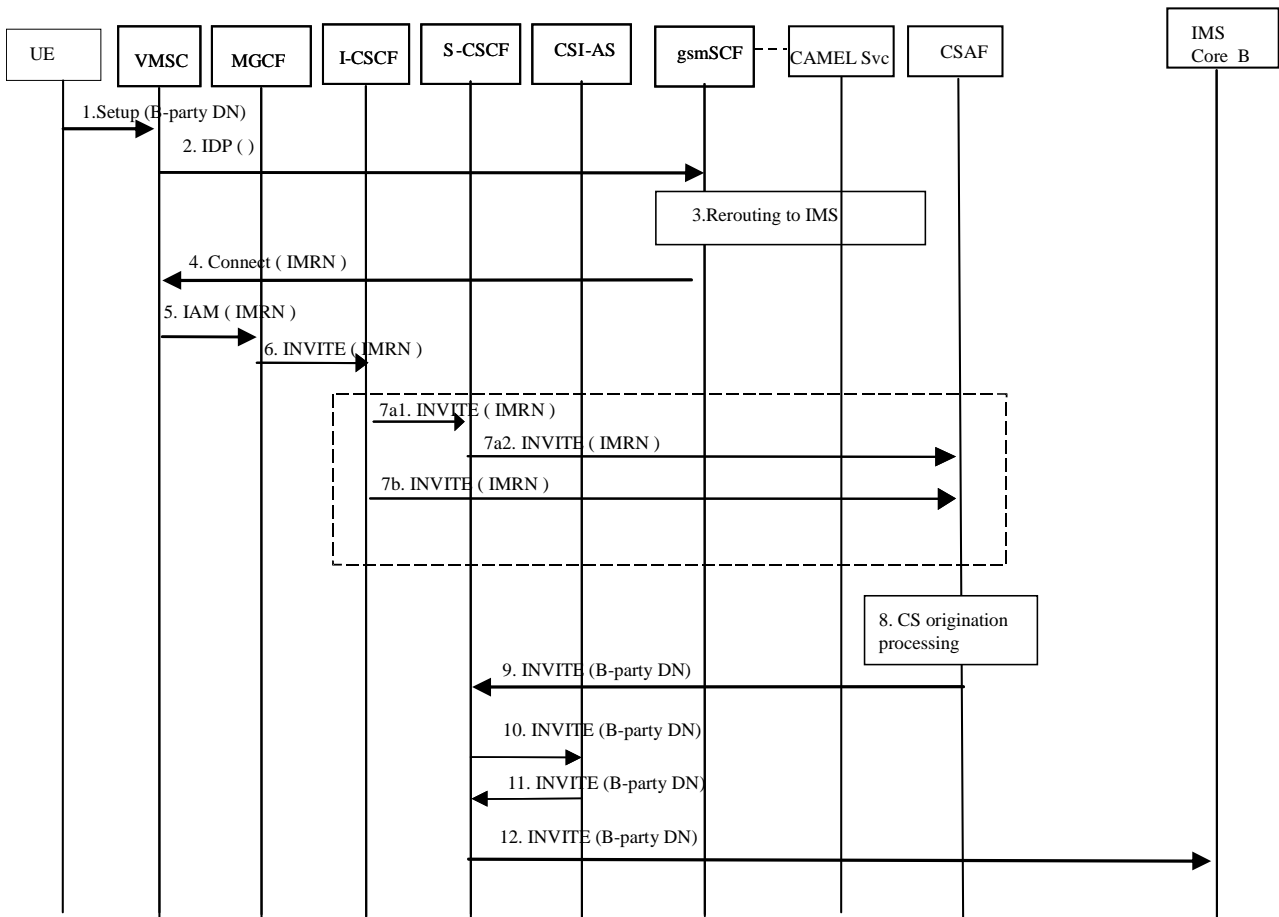 UE
VMSC
MGCF
I-CSCF
S-CSCF
CSI-AS
gsmSCF
CAMEL Svc
CSAF
IMS
Core B
1.Setup (B-party DN)
2. IDP ( )
3.Rerouting to IMS
4. Connect ( IMRN )
5. IAM ( IMRN )
6. INVITE ( IMRN )
7a1. INVITE ( IMRN )
7a2. INVITE ( IMRN )
7b. INVITE ( IMRN )
8. CS origination
processing
9. INVITE (B-party DN)
10. INVITE (B-party DN)
11. INVITE (B-party DN)
12. INVITE (B-party DN)